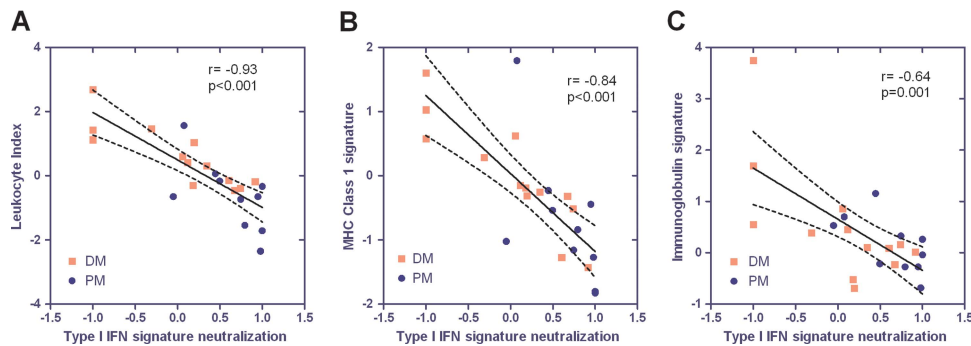 A
4
2
0
-2
-4
-1.5
-1.0
-0.5
0.0
0.5
1.0
1.5
Leukocyte Index
Type I IFN signature neutralization
r= -0.93
p<0.001
DM
PM
B
2
1
0
-1
-2
-1.5
-1.0
-0.5
0.0
0.5
1.0
1.5
MHC Class 1 signature
Type I IFN signature neutralization
r= -0.84
p<0.001
DM
PM
C
4
3
2
1
0
-1
-1.5
-1.0
-0.5
0.0
0.5
1.0
1.5
Immunoglobulin signature
Type I IFN signature neutralization
r= -0.64
p=0.001
DM
PM